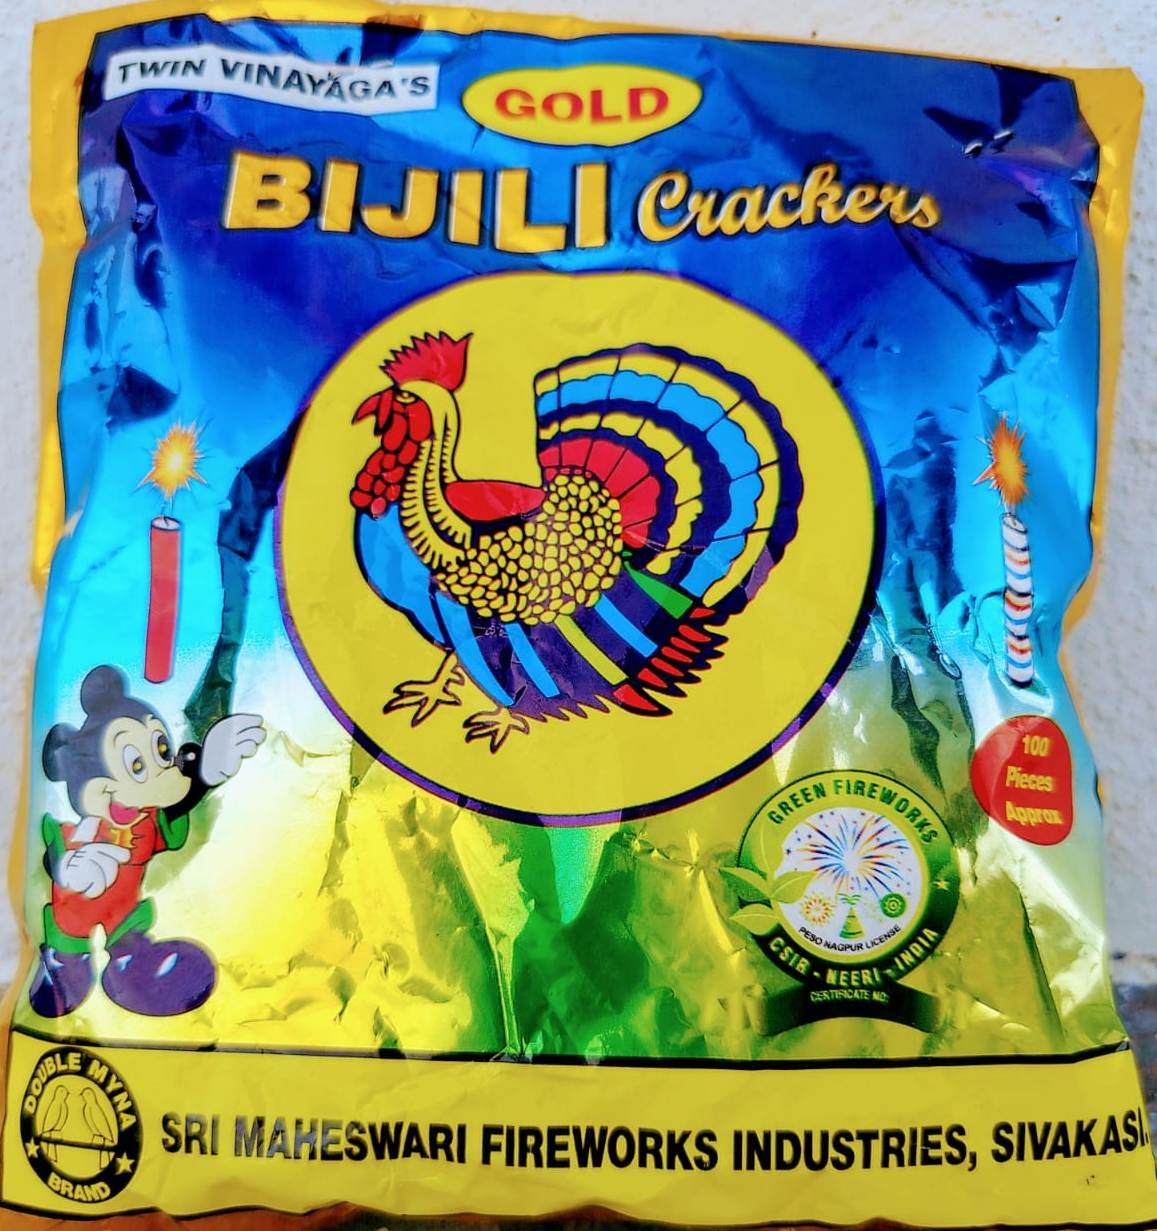 TWIN VINAYAGA'S
GOLD
BIJILI Crackers
100
Pieces
Approx
GREEN FIREWORKS
PESO NAGPUR LICENSE
CSIR - NEERI - INDIA
CERTIFICATE NO:
DOUBLE MYNA
BRAND
SRI MAHESWARI FIREWORKS INDUSTRIES, SIVAKASI.